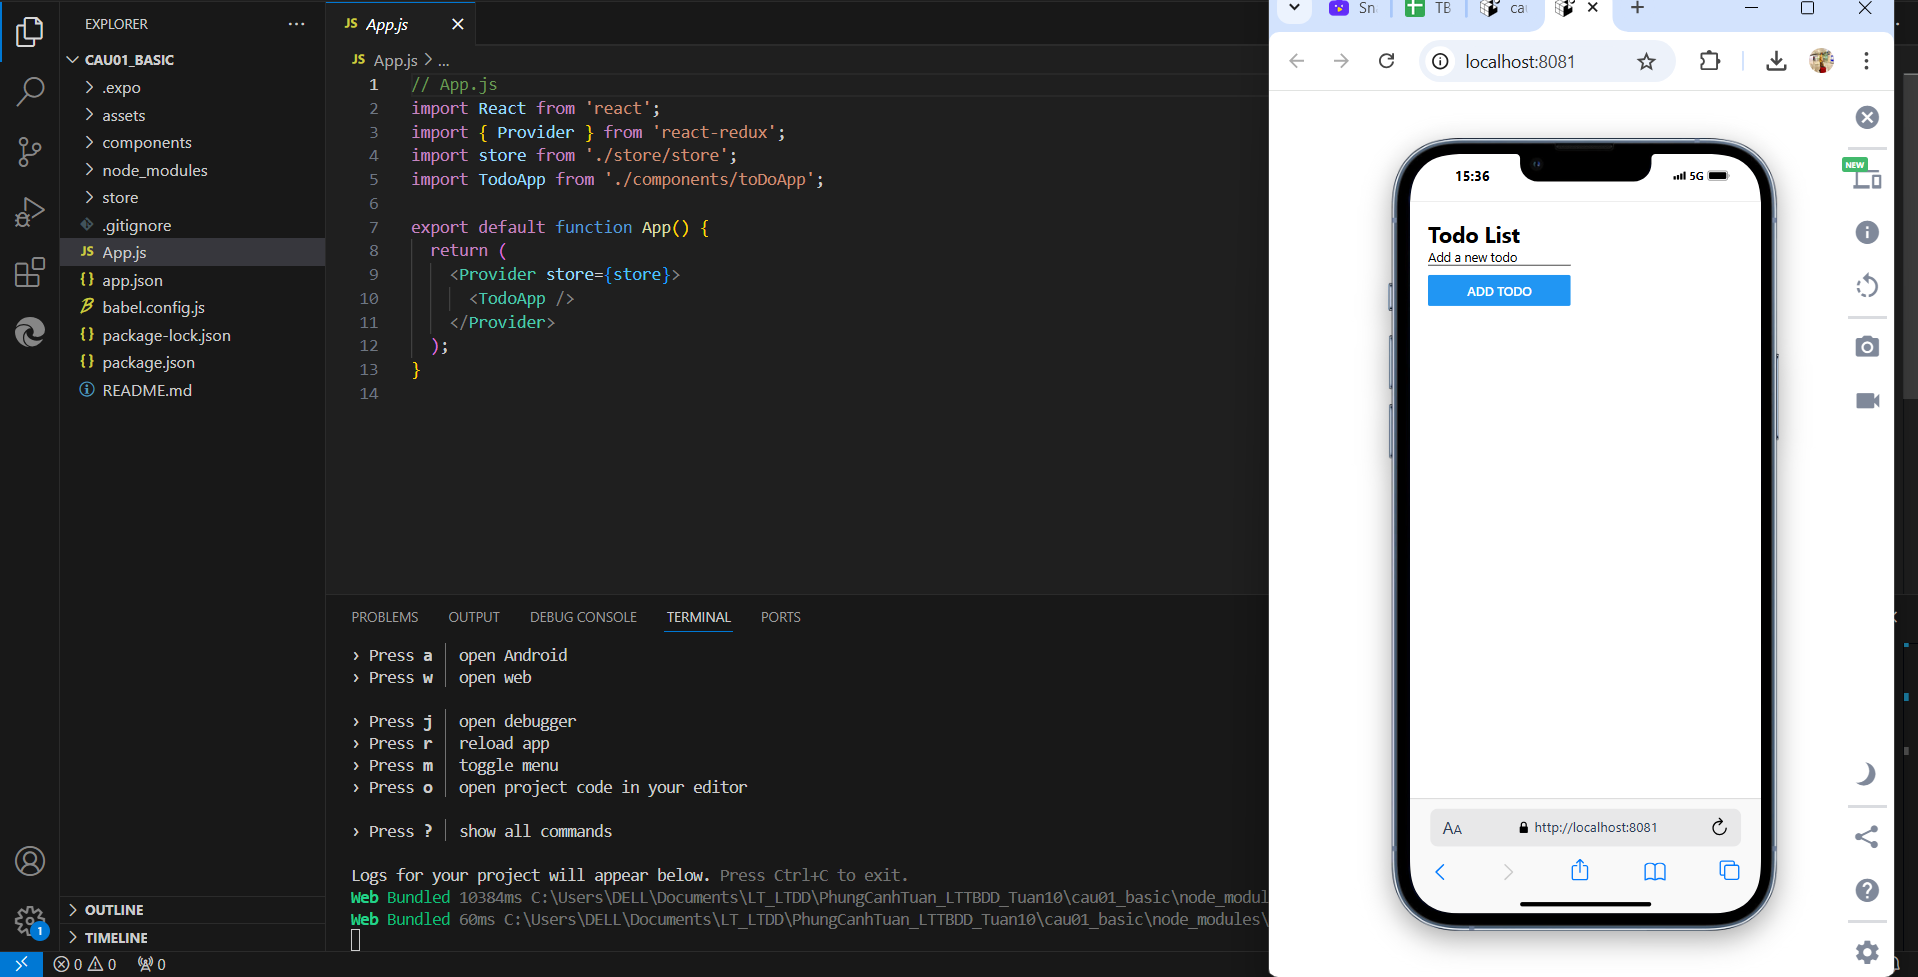 EXPLORER
CAU01_BASIC
.expo
assets
components
node_modules
store
.gitignore
JS App.js
{} app.json
babel.config.js
{} package-lock.json
{} package.json
README.md
OUTLINE
TIMELINE
1
0 0 0
JS App.js
JS App.js > ...
1 // App.js
2 import React from 'react';
3 import { Provider } from 'react-redux';
4 import store from './store/store';
5 import TodoApp from './components/toDoApp';
6
7 export default function App() {
8 return (
9 <Provider store={store}>
10 <TodoApp />
11 </Provider>
12 );
13 }
14
PROBLEMS OUTPUT DEBUG CONSOLE TERMINAL PORTS
› Press a │ open Android
› Press w │ open web
› Press j │ open debugger
› Press r │ reload app
› Press m │ toggle menu
› Press o │ open project code in your editor
› Press ? │ show all commands
Logs for your project will appear below. Press Ctrl+C to exit.
Web Bundled 10384ms C:\Users\DELL\Documents\LT_LTDD\PhungCanhTuan_LTTBDD_Tuan10\cau01_basic\node_modul
Web Bundled 60ms C:\Users\DELL\Documents\LT_LTDD\PhungCanhTuan_LTTBDD_Tuan10\cau01_basic\node_modules\
Sn TB cau
localhost:8081
NEW
15:36 5G
Todo List
Add a new todo
ADD TODO
AA http://localhost:8081